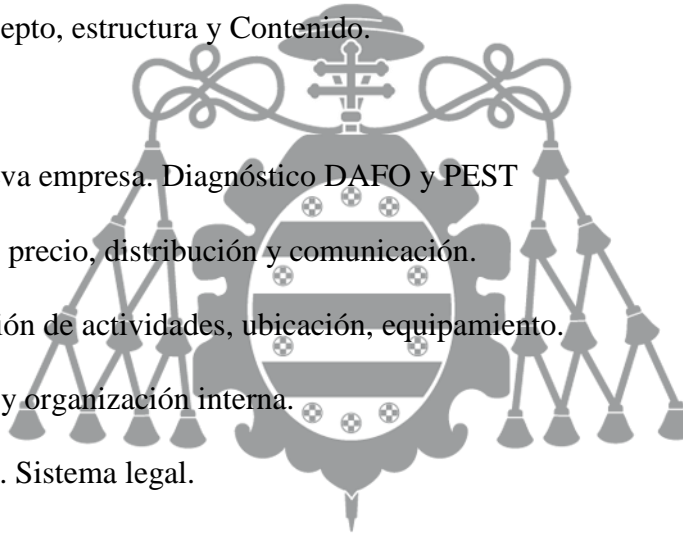 epto, estructura y Contenido.
va empresa. Diagnóstico DAFO y PEST
precio, distribución y comunicación.
ión de actividades, ubicación, equipamiento.
y organización interna.
. Sistema legal.